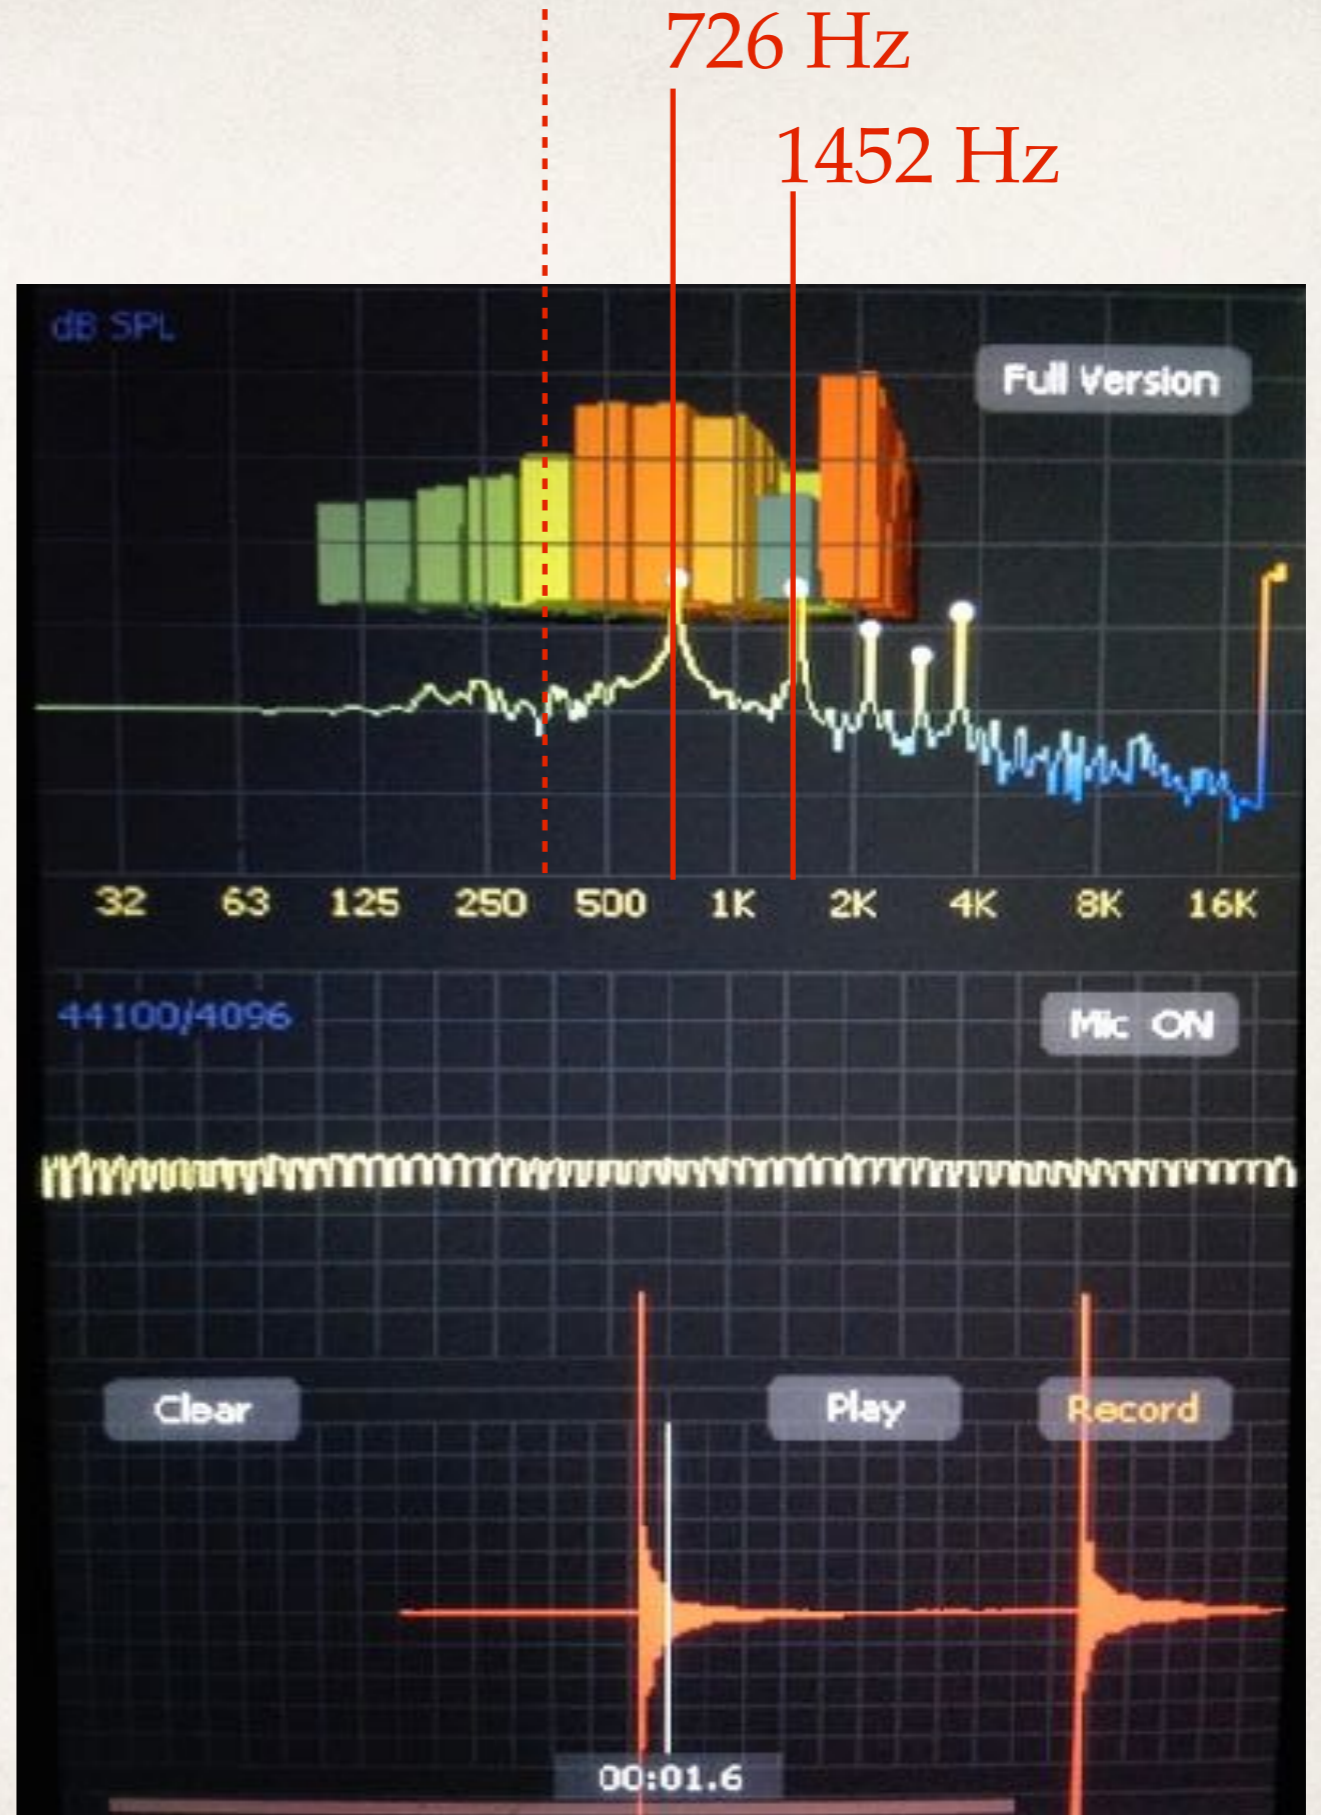 726 Hz
1452 Hz
dB SPL
Full Version
32 63 125 250 500 1K 2K 4K 8K 16K
44100/4096
Mic ON
Clear Play Record
00:01.6